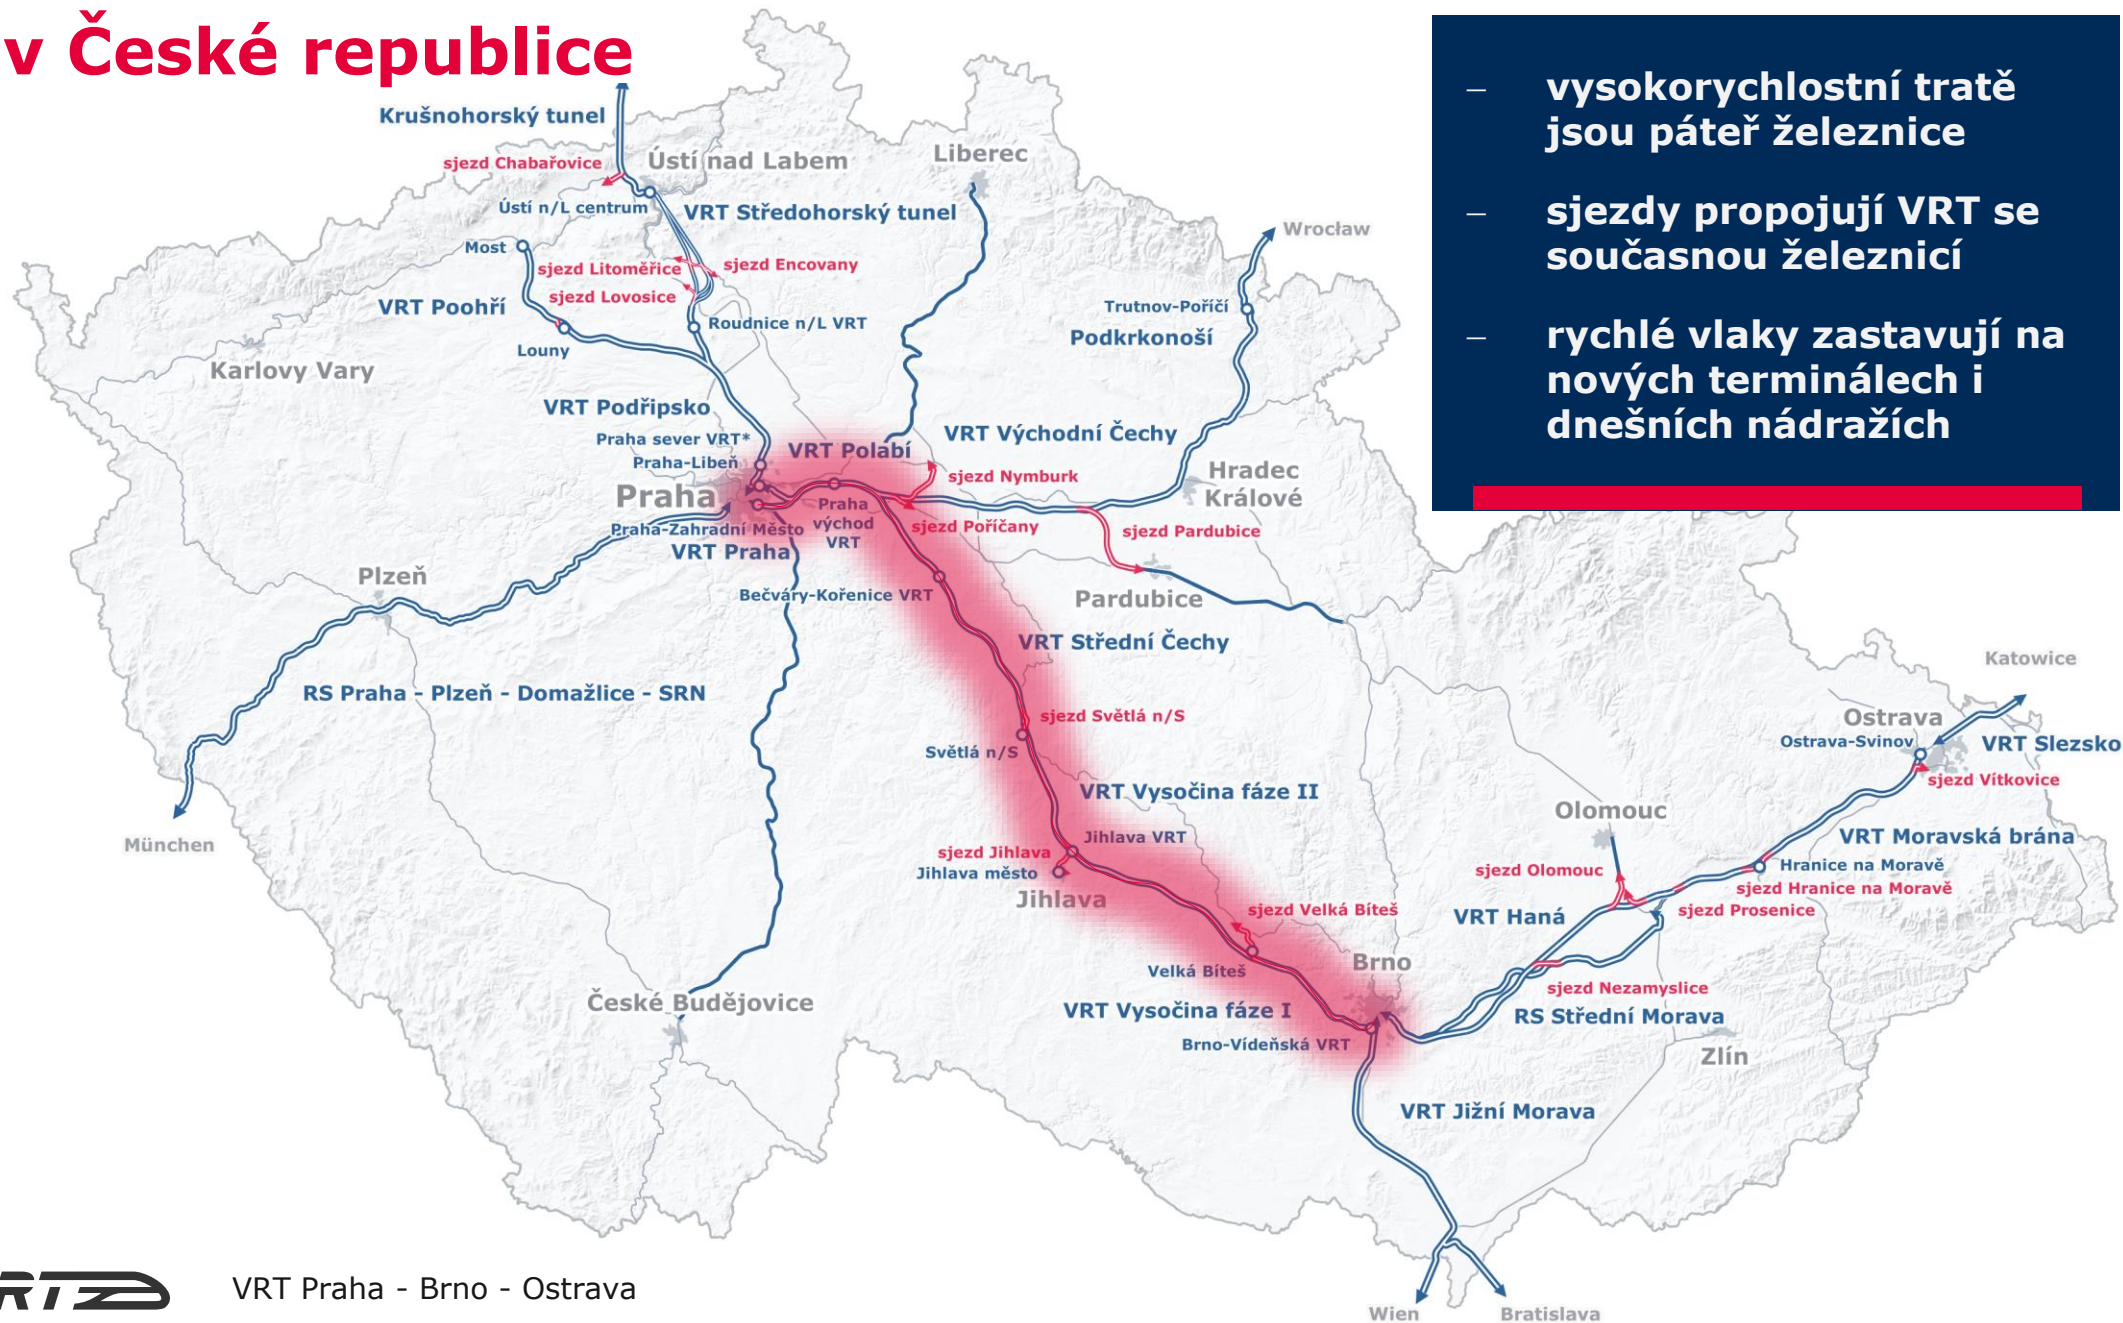 v České republice
– vysokorychlostní tratě
jsou páteř železnice
– sjezdy propojují VRT se
současnou železnicí
– rychlé vlaky zastavují na
nových terminálech i
dnešních nádražích
Krušnohorský tunel
sjezd Chabařovice
Ústí nad Labem
Liberec
Ústí n/L centrum
VRT Středohorský tunel
Wrocław
Most
sjezd Litoměřice
sjezd Encovany
sjezd Lovosice
VRT Poohří
Roudnice n/L VRT
Trutnov-Poříčí
Podkrkonoší
Louny
Karlovy Vary
VRT Podřipsko
Praha sever VRT*
VRT Polabí
VRT Východní Čechy
Praha-Libeň
sjezd Nymburk
Hradec
Králové
Praha
Praha
východ
VRT
sjezd Poříčany
sjezd Pardubice
Praha-Zahradní Město
VRT Praha
Plzeň
Bečváry-Kořenice VRT
Pardubice
VRT Střední Čechy
Katowice
RS Praha - Plzeň - Domažlice - SRN
sjezd Světlá n/S
Ostrava
Světlá n/S
Ostrava-Svinov
VRT Slezsko
sjezd Vítkovice
VRT Vysočina fáze II
Olomouc
München
Jihlava VRT
VRT Moravská brána
sjezd Jihlava
Jihlava město
Hranice na Moravě
sjezd Olomouc
sjezd Hranice na Moravě
Jihlava
sjezd Velká Bíteš
VRT Haná
sjezd Prosenice
Velká Bíteš
Brno
sjezd Nezamyslice
České Budějovice
VRT Vysočina fáze I
RS Střední Morava
Brno-Vídeňská VRT
Zlín
VRT Jižní Morava
RT
VRT Praha - Brno - Ostrava
Wien
Bratislava